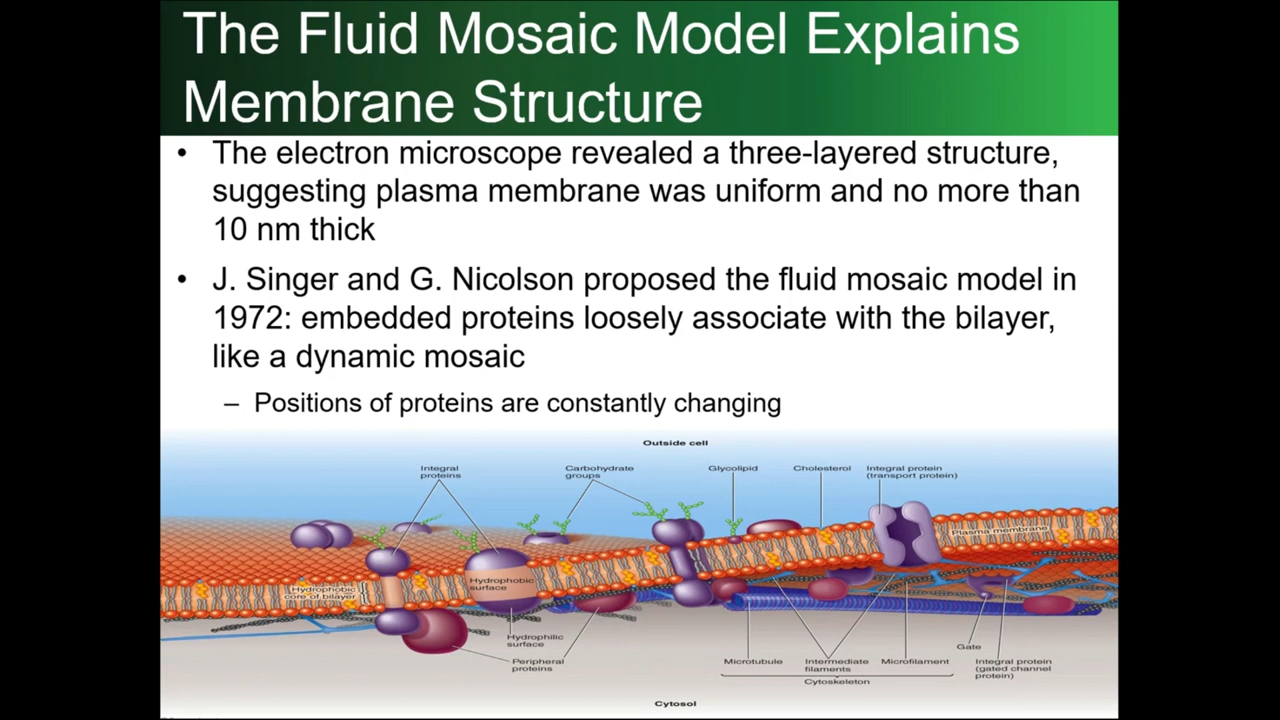 The Fluid Mosaic Model Explains
Membrane Structure
• The electron microscope revealed a three-layered structure,
suggesting plasma membrane was uniform and no more than
10 nm thick
• J. Singer and G. Nicolson proposed the fluid mosaic model in
1972: embedded proteins loosely associate with the bilayer,
like a dynamic mosaic
– Positions of proteins are constantly changing
Outside cell
Integral
proteins
Carbohydrate
groups
Glycolipid
Cholesterol
Integral protein
(transport protein)
Plasma membrane
Hydrophobic
core of bilayer
Hydrophobic
surface
Hydrophilic
surface
Peripheral
proteins
Microtubule
Intermediate
filaments
Microfilament
Cytoskeleton
Gate
Integral protein
(gated channel
protein)
Cytosol